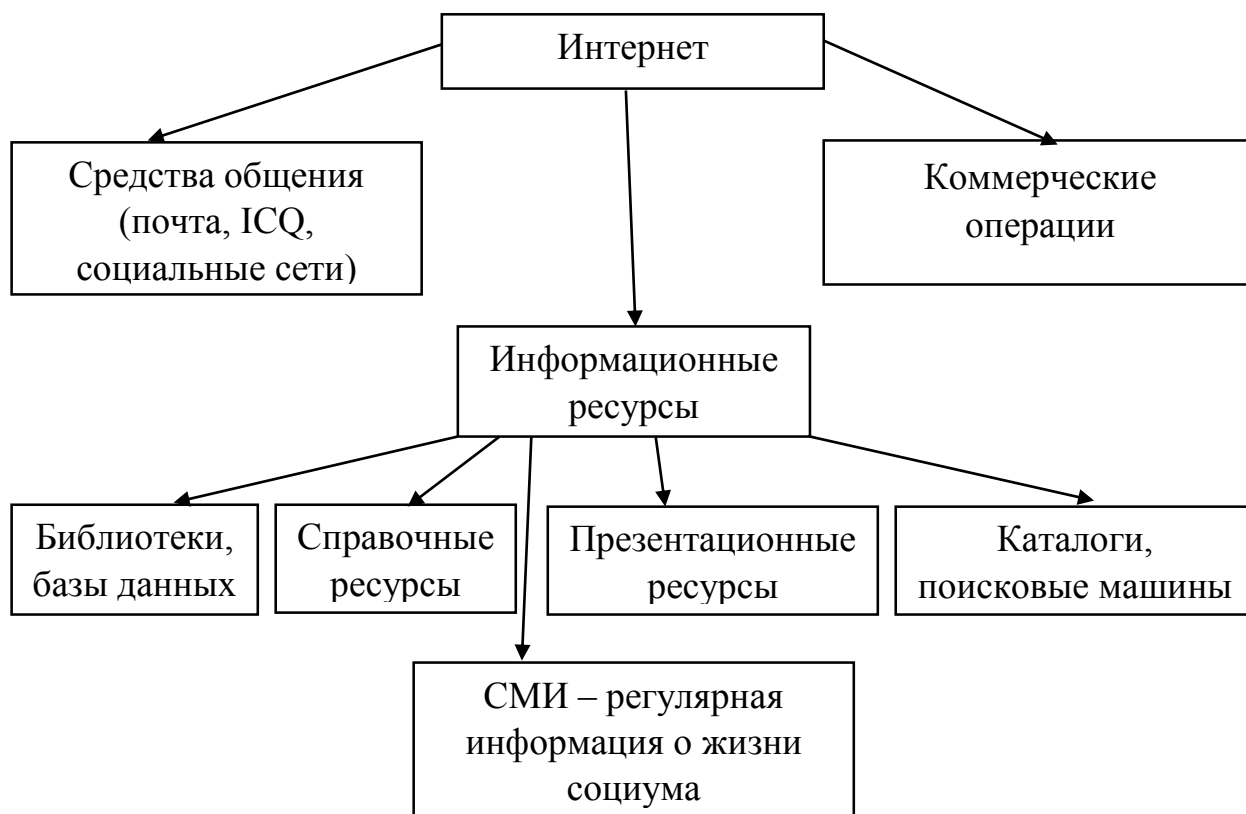 Интернет
Средства общения
(почта, ICQ,
социальные сети)
Коммерческие
операции
Информационные
ресурсы
Библиотеки,
базы данных
Справочные
ресурсы
Презентационные
ресурсы
Каталоги,
поисковые машины
СМИ – регулярная
информация о жизни
социума